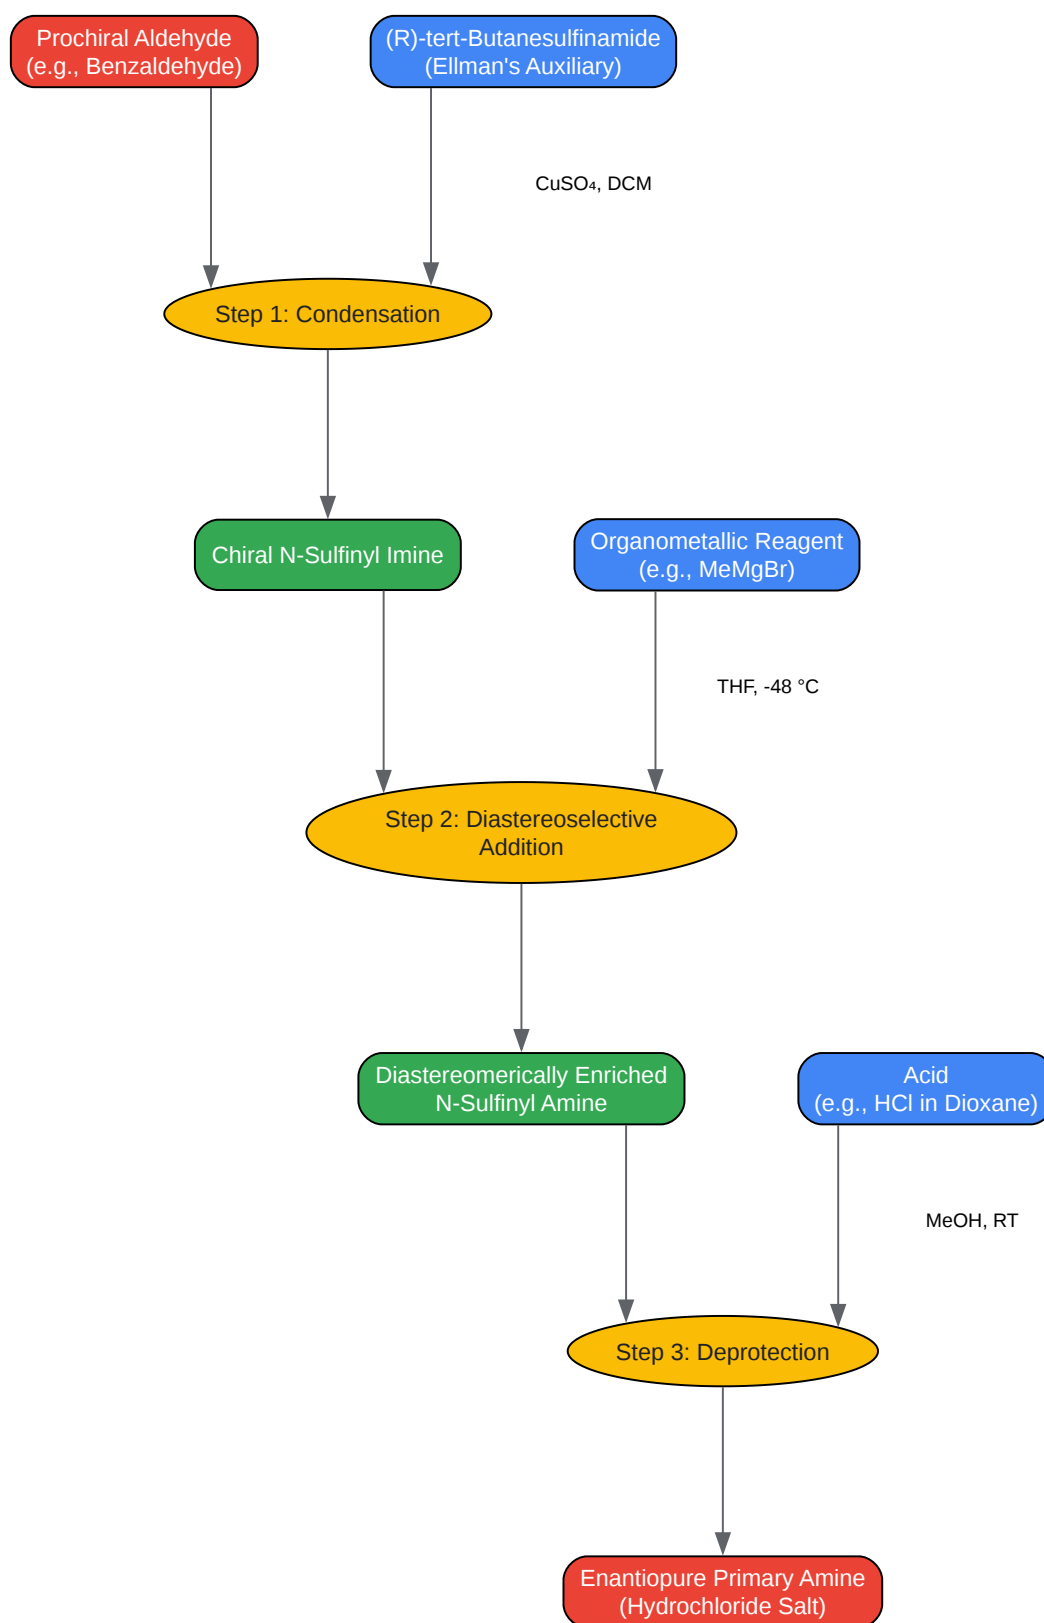 Prochiral Aldehyde
(e.g., Benzaldehyde)
(R)-tert-Butanesulfinamide
(Ellman's Auxiliary)
CuSO₄, DCM
Step 1: Condensation
Chiral N-Sulfinyl Imine
Organometallic Reagent
(e.g., MeMgBr)
THF, -48 °C
Step 2: Diastereoselective
Addition
Diastereomerically Enriched
N-Sulfinyl Amine
Acid
(e.g., HCl in Dioxane)
MeOH, RT
Step 3: Deprotection
Enantiopure Primary Amine
(Hydrochloride Salt)